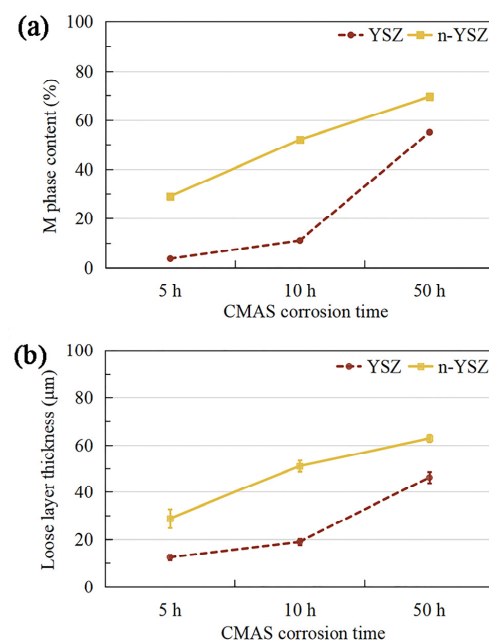 (a)
YSZ n-YSZ
100
80
60
40
20
0
M phase content (%)
5 h 10 h 50 h
CMAS corrosion time
(b)
YSZ n-YSZ
100
80
60
40
20
0
Loose layer thickness (μm)
5 h 10 h 50 h
CMAS corrosion time